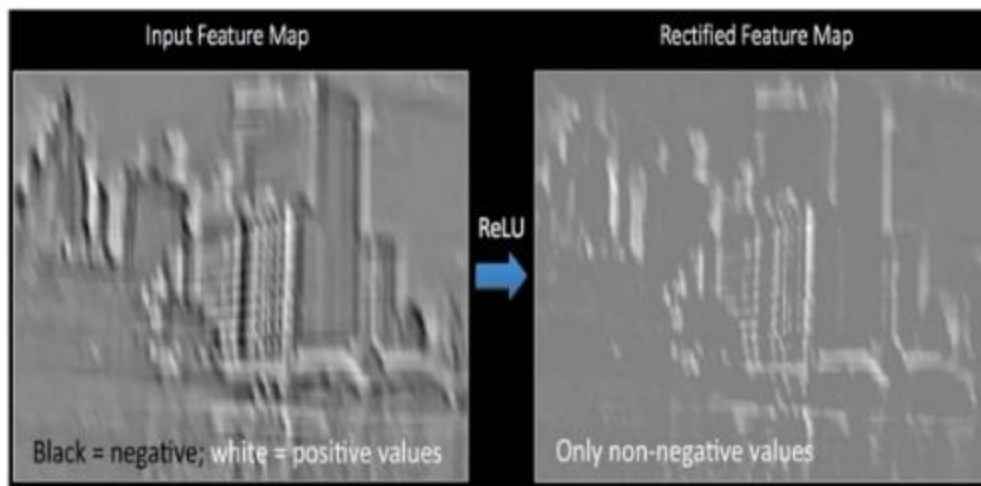 Input Feature Map
Rectified Feature Map
ReLU
Black = negative; white = positive values
Only non-negative values